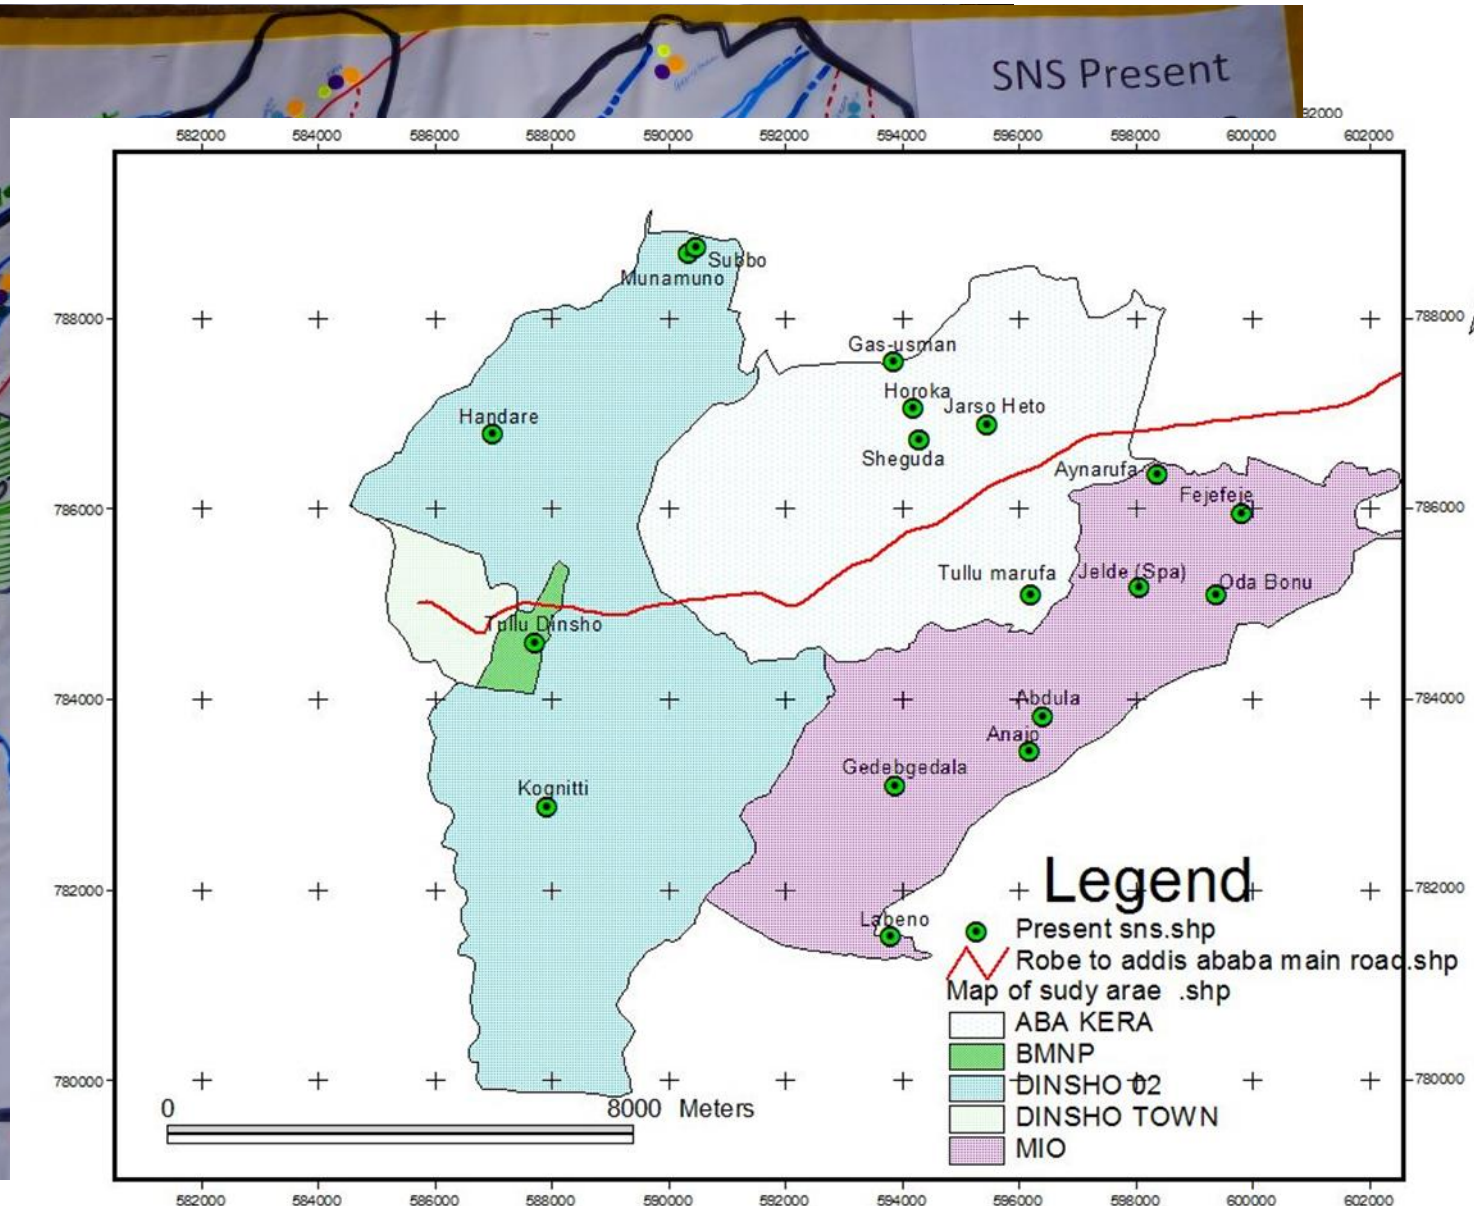 SNS Present
92000
582000 584000 586000 588000 590000 592000 594000 596000 598000 600000 602000
Subbo
Munamuno
788000 788000
Gas-usman
Horoka
Jarso Heto
Handare
Sheguda
Aynarufa
Fejefeje
786000 786000
Tullu marufa
Jelde (Spa)
Oda Bonu
Tullu Dinsho
784000 784000
Abdula
Anajo
Gedebgedala
Kognitti
782000 782000
Labeno
Legend
Present sns.shp
Robe to addis ababa main road.shp
Map of sudy arae .shp
ABA KERA
BMNP
780000 780000
DINSHO 02
DINSHO TOWN
MIO
0 8000 Meters
582000 584000 586000 588000 590000 592000 594000 596000 598000 600000 602000